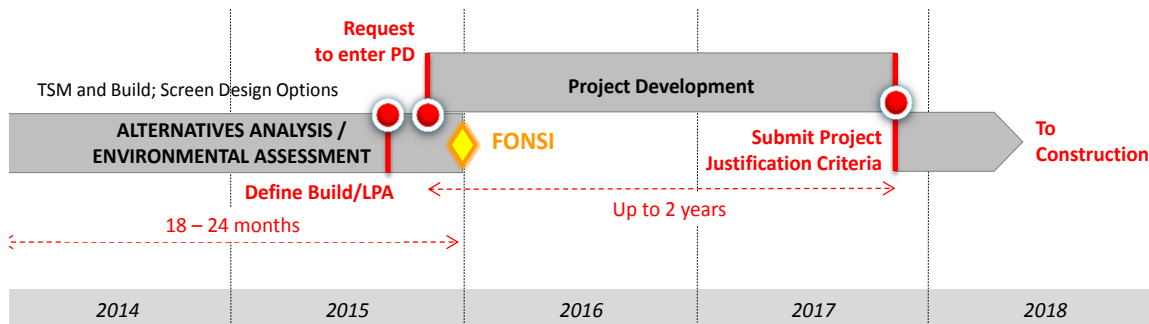 Request
to enter PD
TSM and Build; Screen Design Options
Project Development
ALTERNATIVES ANALYSIS /
ENVIRONMENTAL ASSESSMENT
FONSI
Submit Project
Justification Criteria
To
Construction
Define Build/LPA
Up to 2 years
18 – 24 months
2014
2015
2016
2017
2018